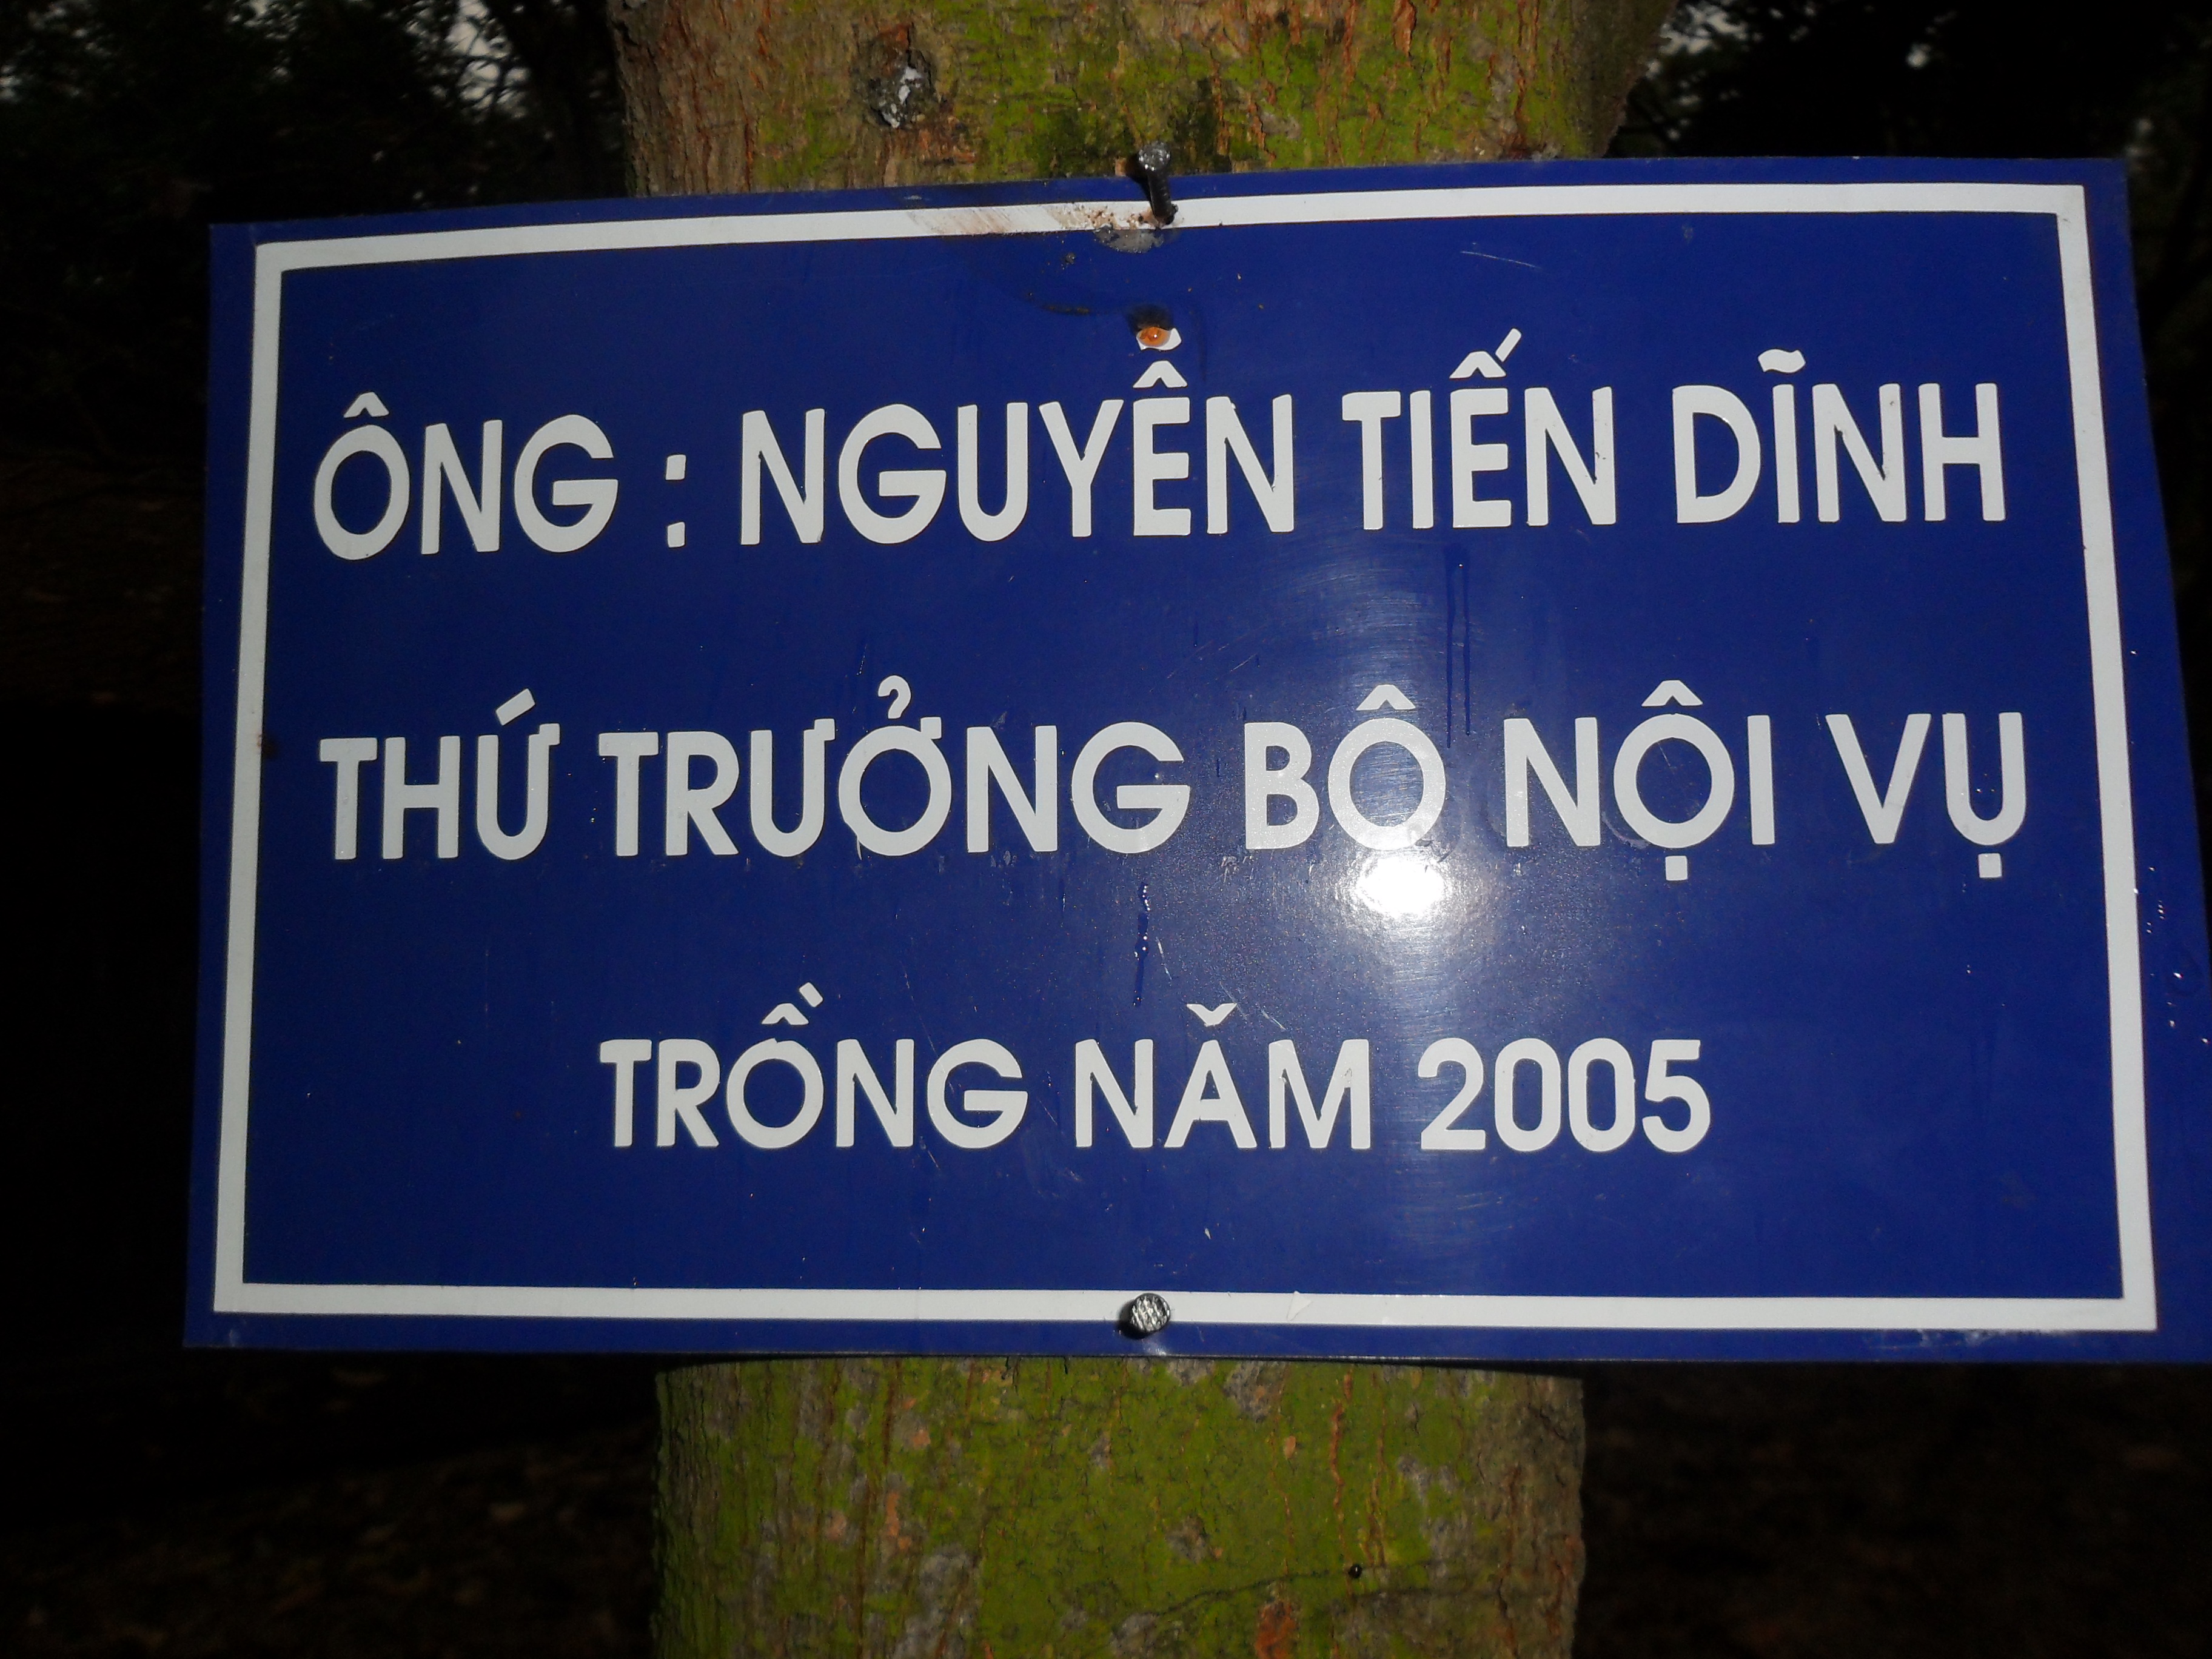 ÔNG : NGUYỄN TIẾN DĨNH
THỨ TRƯỞNG BỘ NỘI VỤ
TRỒNG NĂM 2005